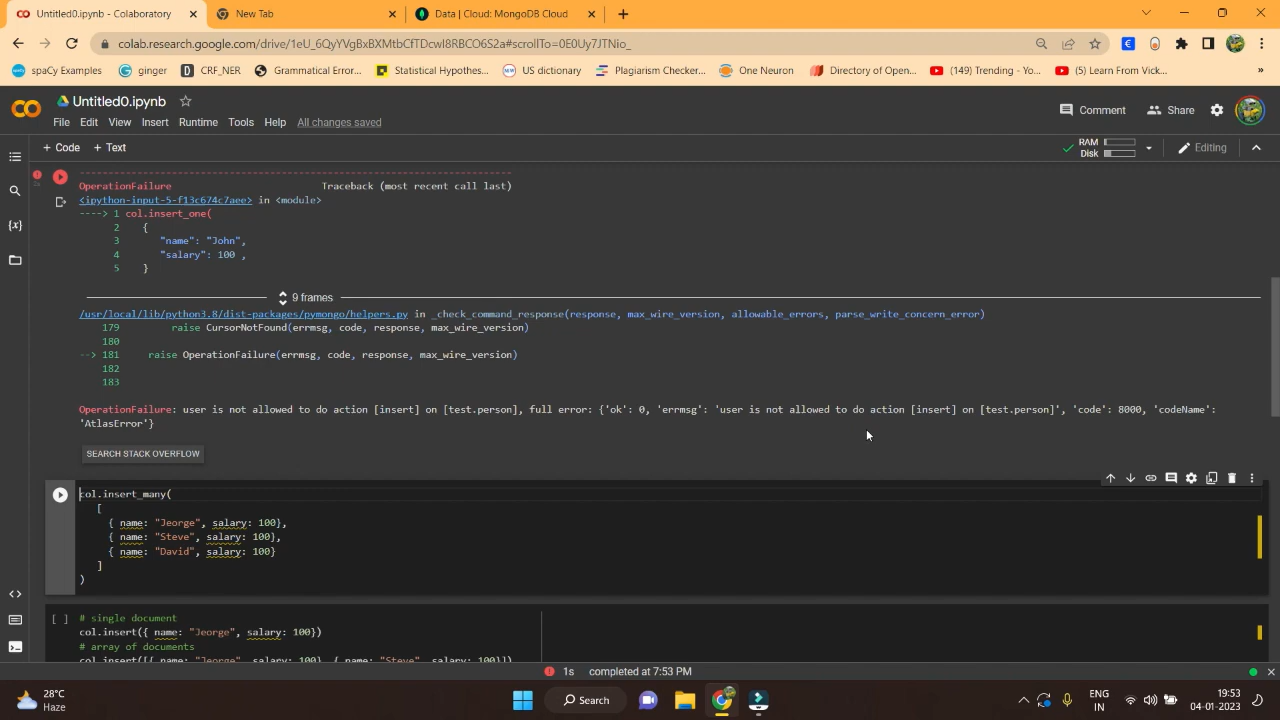 Untitled0.ipynb - Colaboratory
New Tab
Data | Cloud: MongoDB Cloud
colab.research.google.com/drive/1eU_6QyYVgBxBXMtbCfTDcwI8RBCO6S2a#scrollTo=0E0Uy7JTNio_
spaCy Examples
ginger
CRF_NER
Grammatical Error...
Statistical Hypothes...
US dictionary
Plagiarism Checker...
One Neuron
Directory of Open...
(149) Trending - Yo...
(5) Learn From Vick...
Untitled0.ipynb
File Edit View Insert Runtime Tools Help All changes saved
Comment
Share
+ Code + Text
RAM
Disk
Editing
OperationFailure Traceback (most recent call last)
<ipython-input-5-f13c674c7aee> in <module>
----> 1 col.insert_one(
2 {
3 "name": "John",
4 "salary": 100 ,
5 }
9 frames
/usr/local/lib/python3.8/dist-packages/pymongo/helpers.py in _check_command_response(response, max_wire_version, allowable_errors, parse_write_concern_error)
179 raise CursorNotFound(errmsg, code, response, max_wire_version)
180
--> 181 raise OperationFailure(errmsg, code, response, max_wire_version)
182
183
OperationFailure: user is not allowed to do action [insert] on [test.person], full error: {'ok': 0, 'errmsg': 'user is not allowed to do action [insert] on [test.person]', 'code': 8000, 'codeName':
'AtlasError'}
SEARCH STACK OVERFLOW
col.insert_many(
[
{ name: "Jeorge", salary: 100},
{ name: "Steve", salary: 100},
{ name: "David", salary: 100}
]
)
[ ] # single document
col.insert({ name: "Jeorge", salary: 100})
# array of documents
col.insert([{ name: "Jeorge", salary: 100}, { name: "Steve", salary: 100}])
1s completed at 7:53 PM
28°C
Haze
Search
ENG
IN
19:53
04-01-2023